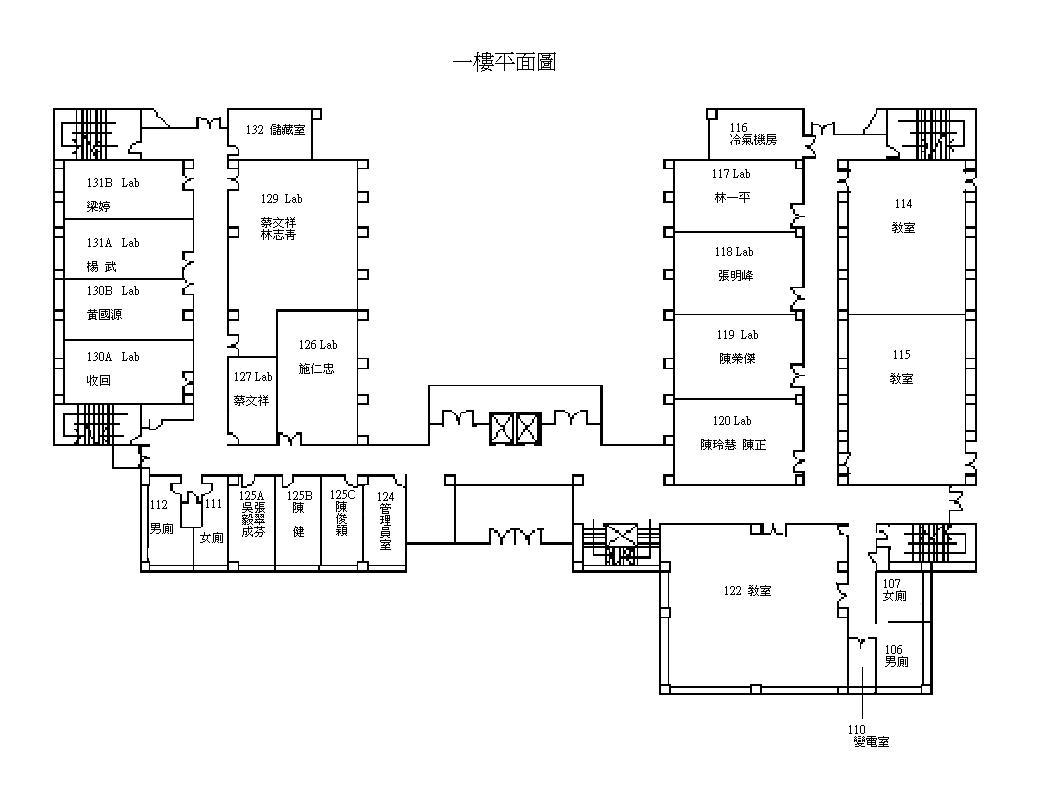 一樓平面圖
132 儲藏室
116
冷氣機房
131B Lab
梁婷
129 Lab
蔡文祥
林志青
117 Lab
林一平
114
教室
131A Lab
楊 武
118 Lab
張明峰
130B Lab
黃國源
126 Lab
施仁忠
119 Lab
陳榮傑
115
教室
130A Lab
收回
127 Lab
蔡文祥
120 Lab
陳玲慧 陳正
112
男廁
111
女廁
125A
張翠芬
吳毅成
125B
陳 健
125C
陳俊穎
124
管理員室
122 教室
107
女廁
106
男廁
110
變電室